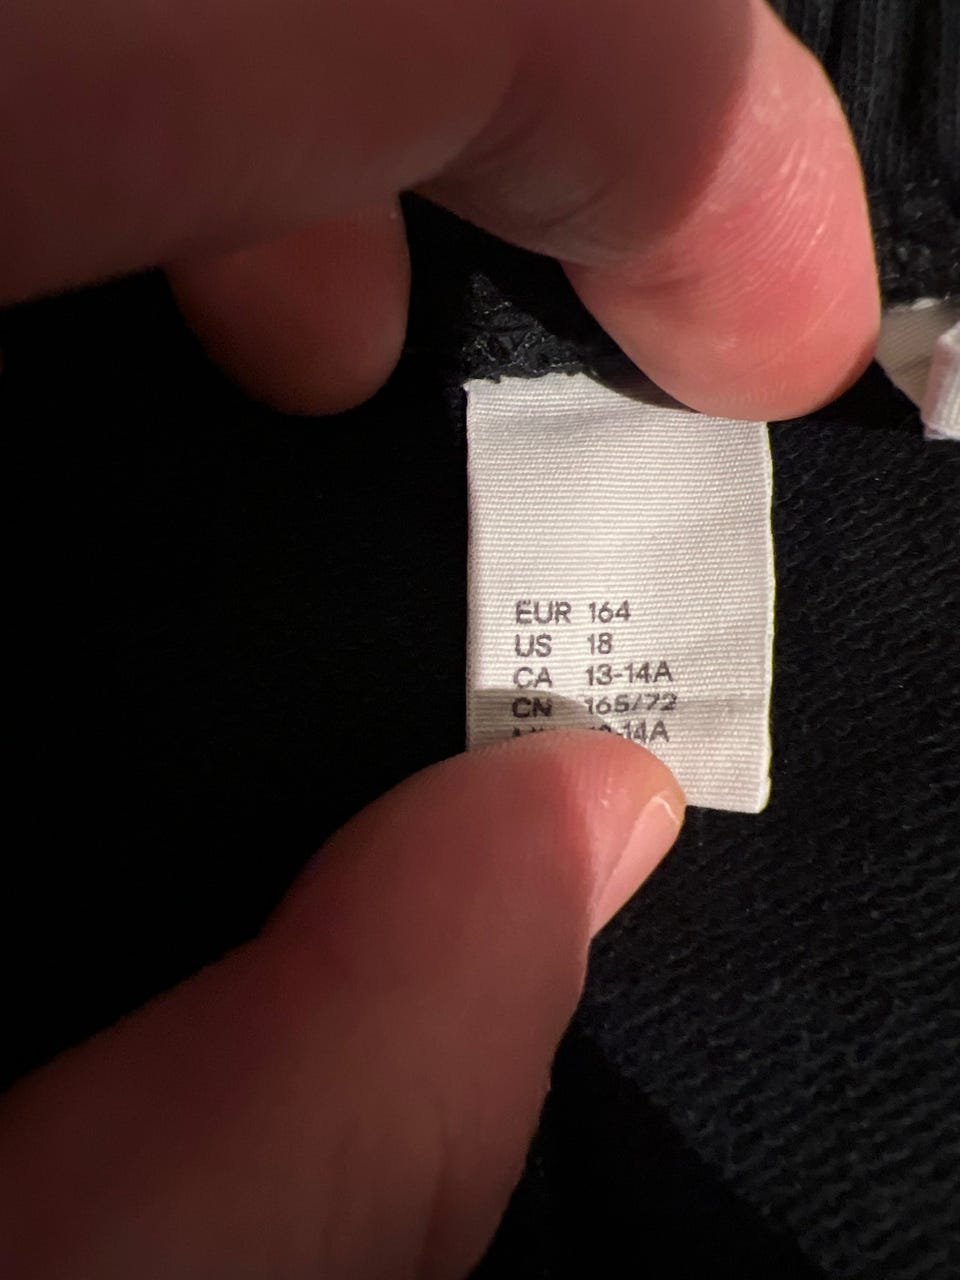 EUR 164
US 18
CA 13-14A
CN 165/72